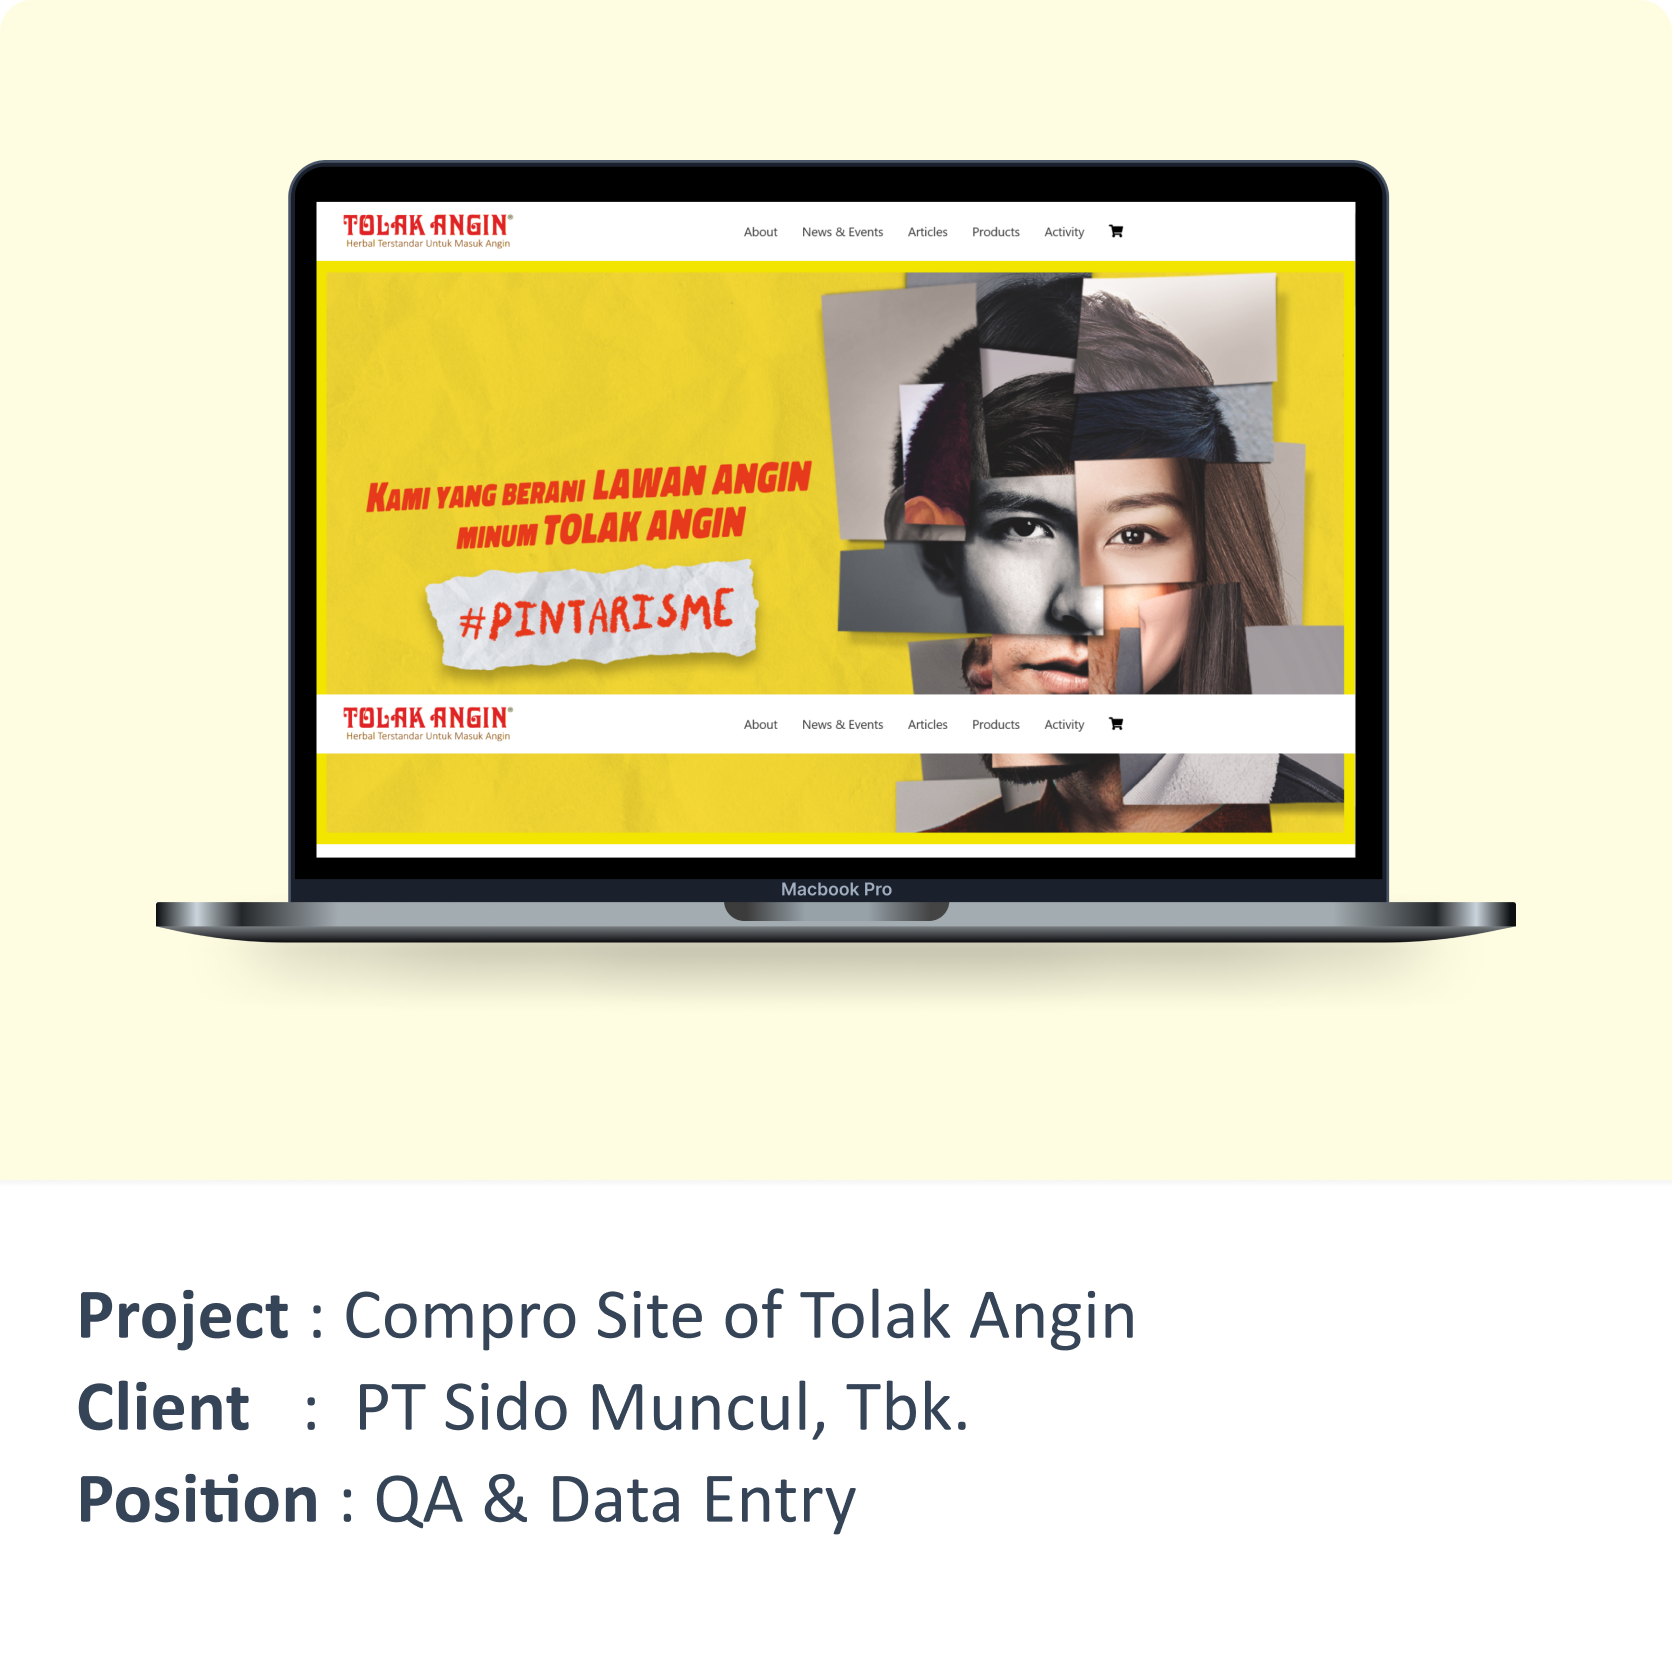 TOLAK ANGIN®
Herbal Terstandar Untuk Masuk Angin
About News & Events Articles Products Activity
KAMI YANG BERANI LAWAN ANGIN
MINUM TOLAK ANGIN
#PINTARISME
TOLAK ANGIN®
Herbal Terstandar Untuk Masuk Angin
About News & Events Articles Products Activity
Macbook Pro
Project : Compro Site of Tolak Angin
Client : PT Sido Muncul, Tbk.
Position : QA & Data Entry